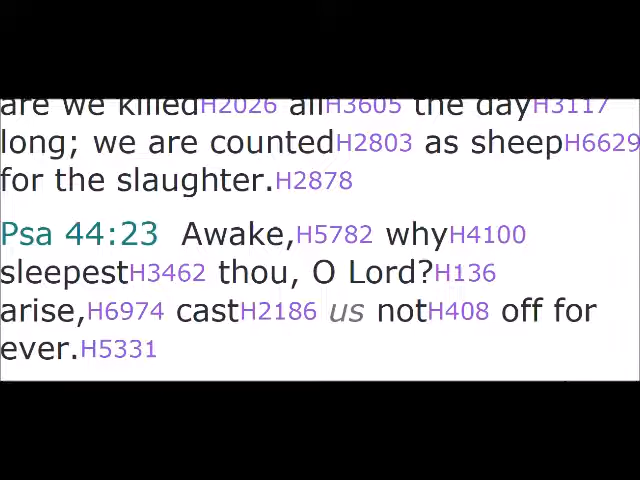 are we killedH2026 allH3605 the dayH3117
long; we are countedH2803 as sheepH6629
for the slaughter.H2878
Psa 44:23 Awake,H5782 whyH4100
sleepestH3462 thou, O Lord?H136
arise,H6974 castH2186 us notH408 off for
ever.H5331